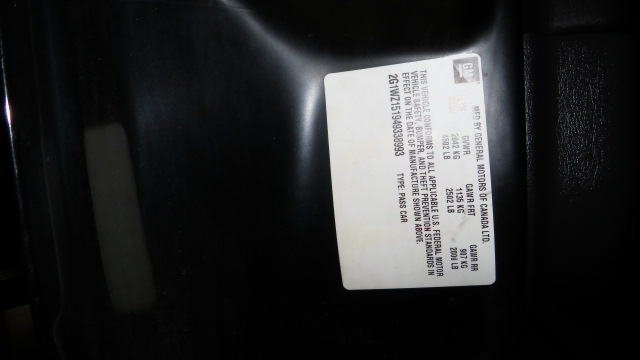 GM
MFD BY GENERAL MOTORS OF CANADA LTD.
GVWR GAWR FRT GAWR RR
2042 KG 1135 KG 907 KG
4502 LB 2502 LB 2000 LB
THIS VEHICLE CONFORMS TO ALL APPLICABLE U.S. FEDERAL MOTOR
VEHICLE SAFETY, BUMPER, AND THEFT PREVENTION STANDARDS IN
EFFECT ON THE DATE OF MANUFACTURE SHOWN ABOVE.
2G1WZ151949338993 TYPE: PASS CAR